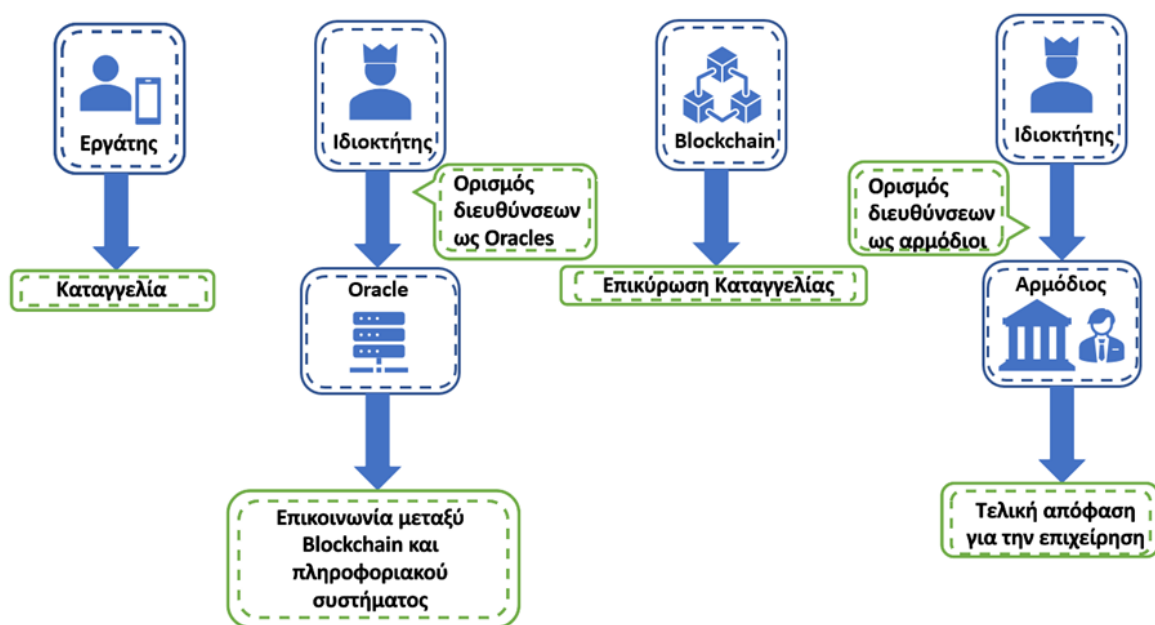 Εργάτης
Καταγγελία
Ιδιοκτήτης
Ορισμός
διευθύνσεων
ως Oracles
Oracle
Επικοινωνία μεταξύ
Blockchain και
πληροφοριακού
συστήματος
Blockchain
Επικύρωση Καταγγελίας
Ιδιοκτήτης
Ορισμός
διευθύνσεων
ως αρμόδιοι
Αρμόδιος
Τελική απόφαση
για την επιχείρηση